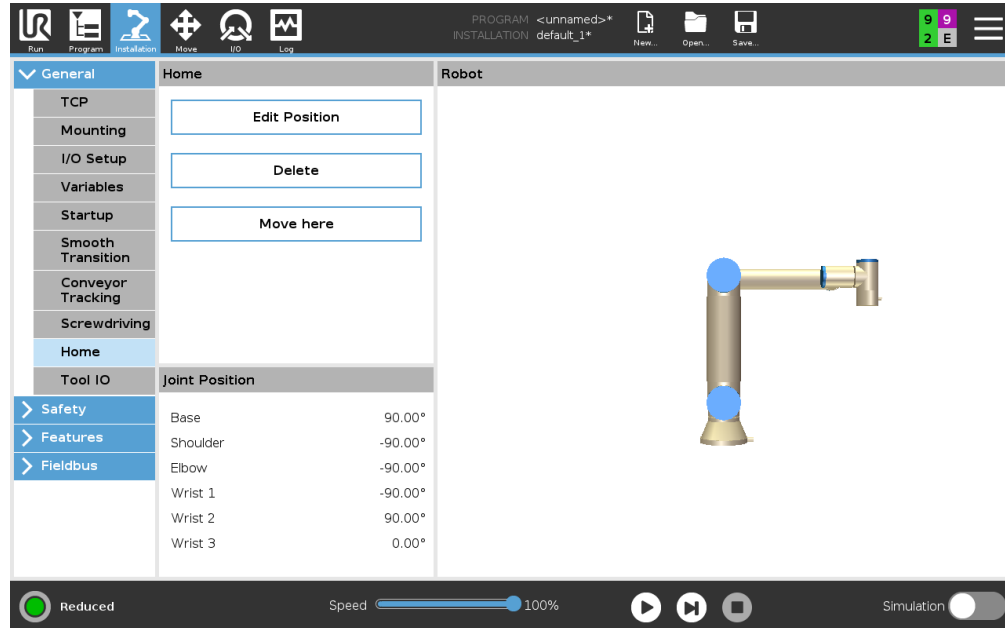 UR
PROGRAM <unnamed>*
INSTALLATION default_1*
Run
Program
Installation
Move
I/O
Log
New...
Open...
Save...
9 9
2 E
General
TCP
Mounting
I/O Setup
Variables
Startup
Smooth
Transition
Conveyor
Tracking
Screwdriving
Home
Tool IO
Safety
Features
Fieldbus
Home
Edit Position
Delete
Move here
Joint Position
Base 90.00°
Shoulder -90.00°
Elbow -90.00°
Wrist 1 -90.00°
Wrist 2 90.00°
Wrist 3 0.00°
Robot
Reduced
Speed 100%
Simulation